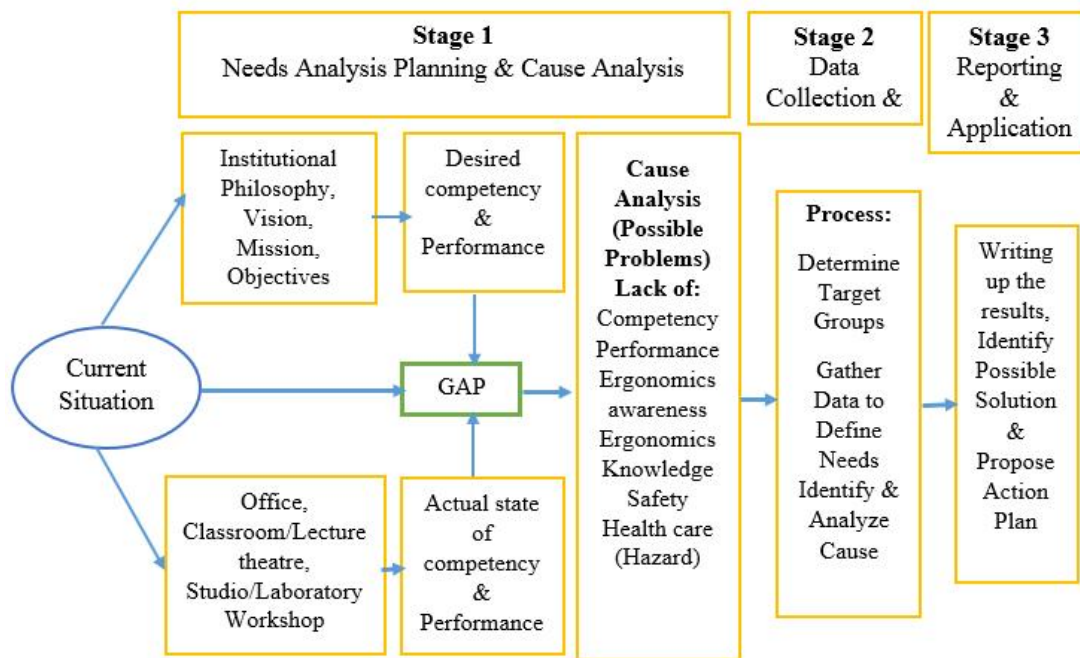 Stage 1
Needs Analysis Planning & Cause Analysis
Stage 2
Data
Collection &
Stage 3
Reporting
&
Application
Institutional
Philosophy,
Vision,
Mission,
Objectives
Desired
competency
&
Performance
Cause
Analysis
(Possible
Problems)
Lack of:
Competency
Performance
Ergonomics
awareness
Ergonomics
Knowledge
Safety
Health care
(Hazard)
Process:
Determine
Target
Groups
Gather
Data to
Define
Needs
Identify &
Analyze
Cause
Writing
up the
results,
Identify
Possible
Solution
&
Propose
Action
Plan
Current
Situation
GAP
Office,
Classroom/Lecture
theatre,
Studio/Laboratory
Workshop
Actual state
of
competency
&
Performance